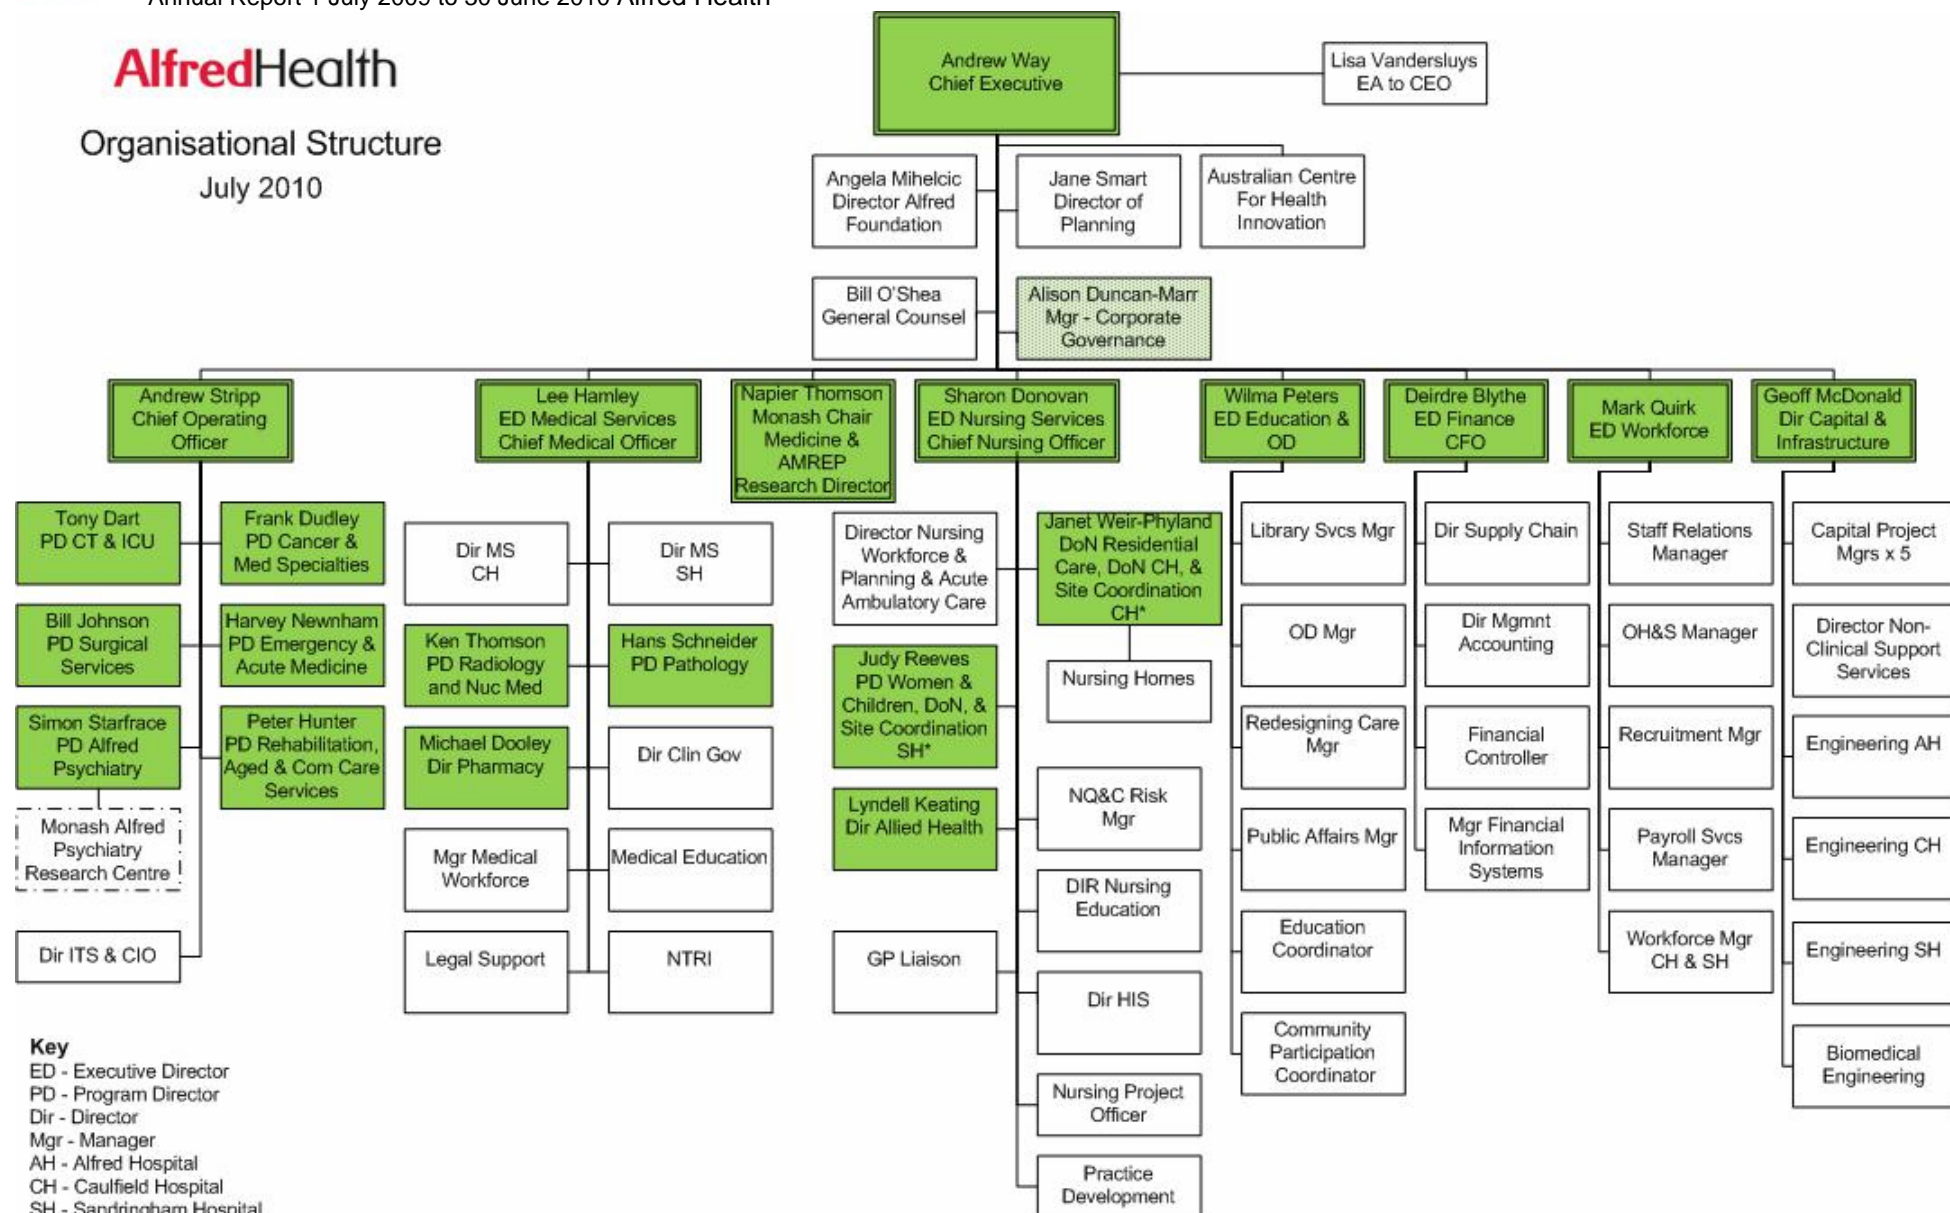 Annual Report 1 July 2009 to 30 June 2010 Alfred Health
AlfredHealth
Organisational Structure
July 2010
Andrew Way
Chief Executive
Lisa Vandersluys
EA to CEO
Angela Mihelcic
Director Alfred
Foundation
Jane Smart
Director of
Planning
Australian Centre
For Health
Innovation
Bill O'Shea
General Counsel
Alison Duncan-Marr
Mgr - Corporate
Governance
Andrew Stripp
Chief Operating
Officer
Lee Hamley
ED Medical Services
Chief Medical Officer
Napier Thomson
Monash Chair
Medicine &
AMREP
Research Director
Sharon Donovan
ED Nursing Services
Chief Nursing Officer
Wilma Peters
ED Education &
OD
Deirdre Blythe
ED Finance
CFO
Mark Quirk
ED Workforce
Geoff McDonald
Dir Capital &
Infrastructure
Tony Dart
PD CT & ICU
Frank Dudley
PD Cancer &
Med Specialties
Bill Johnson
PD Surgical
Services
Harvey Newnham
PD Emergency &
Acute Medicine
Simon Starfrace
PD Alfred
Psychiatry
Peter Hunter
PD Rehabilitation,
Aged & Com Care
Services
Monash Alfred
Psychiatry
Research Centre
Dir ITS & CIO
Dir MS
CH
Dir MS
SH
Ken Thomson
PD Radiology
and Nuc Med
Hans Schneider
PD Pathology
Michael Dooley
Dir Pharmacy
Dir Clin Gov
Mgr Medical
Workforce
Medical Education
Legal Support
NTRI
Director Nursing
Workforce &
Planning & Acute
Ambulatory Care
Janet Weir-Phyland
DoN Residential
Care, DoN CH, &
Site Coordination
CH*
Nursing Homes
Judy Reeves
PD Women &
Children, DoN, &
Site Coordination
SH*
Lyndell Keating
Dir Allied Health
NQ&C Risk
Mgr
DIR Nursing
Education
GP Liaison
Dir HIS
Nursing Project
Officer
Practice
Development
Library Svcs Mgr
OD Mgr
Redesigning Care
Mgr
Public Affairs Mgr
Education
Coordinator
Community
Participation
Coordinator
Dir Supply Chain
Dir Mgmnt
Accounting
Financial
Controller
Mgr Financial
Information
Systems
Staff Relations
Manager
OH&S Manager
Recruitment Mgr
Payroll Svcs
Manager
Workforce Mgr
CH & SH
Capital Project
Mgrs x 5
Director Non-
Clinical Support
Services
Engineering AH
Engineering CH
Engineering SH
Biomedical
Engineering
Key
ED - Executive Director
PD - Program Director
Dir - Director
Mgr - Manager
AH - Alfred Hospital
CH - Caulfield Hospital
SH - Sandringham Hospital